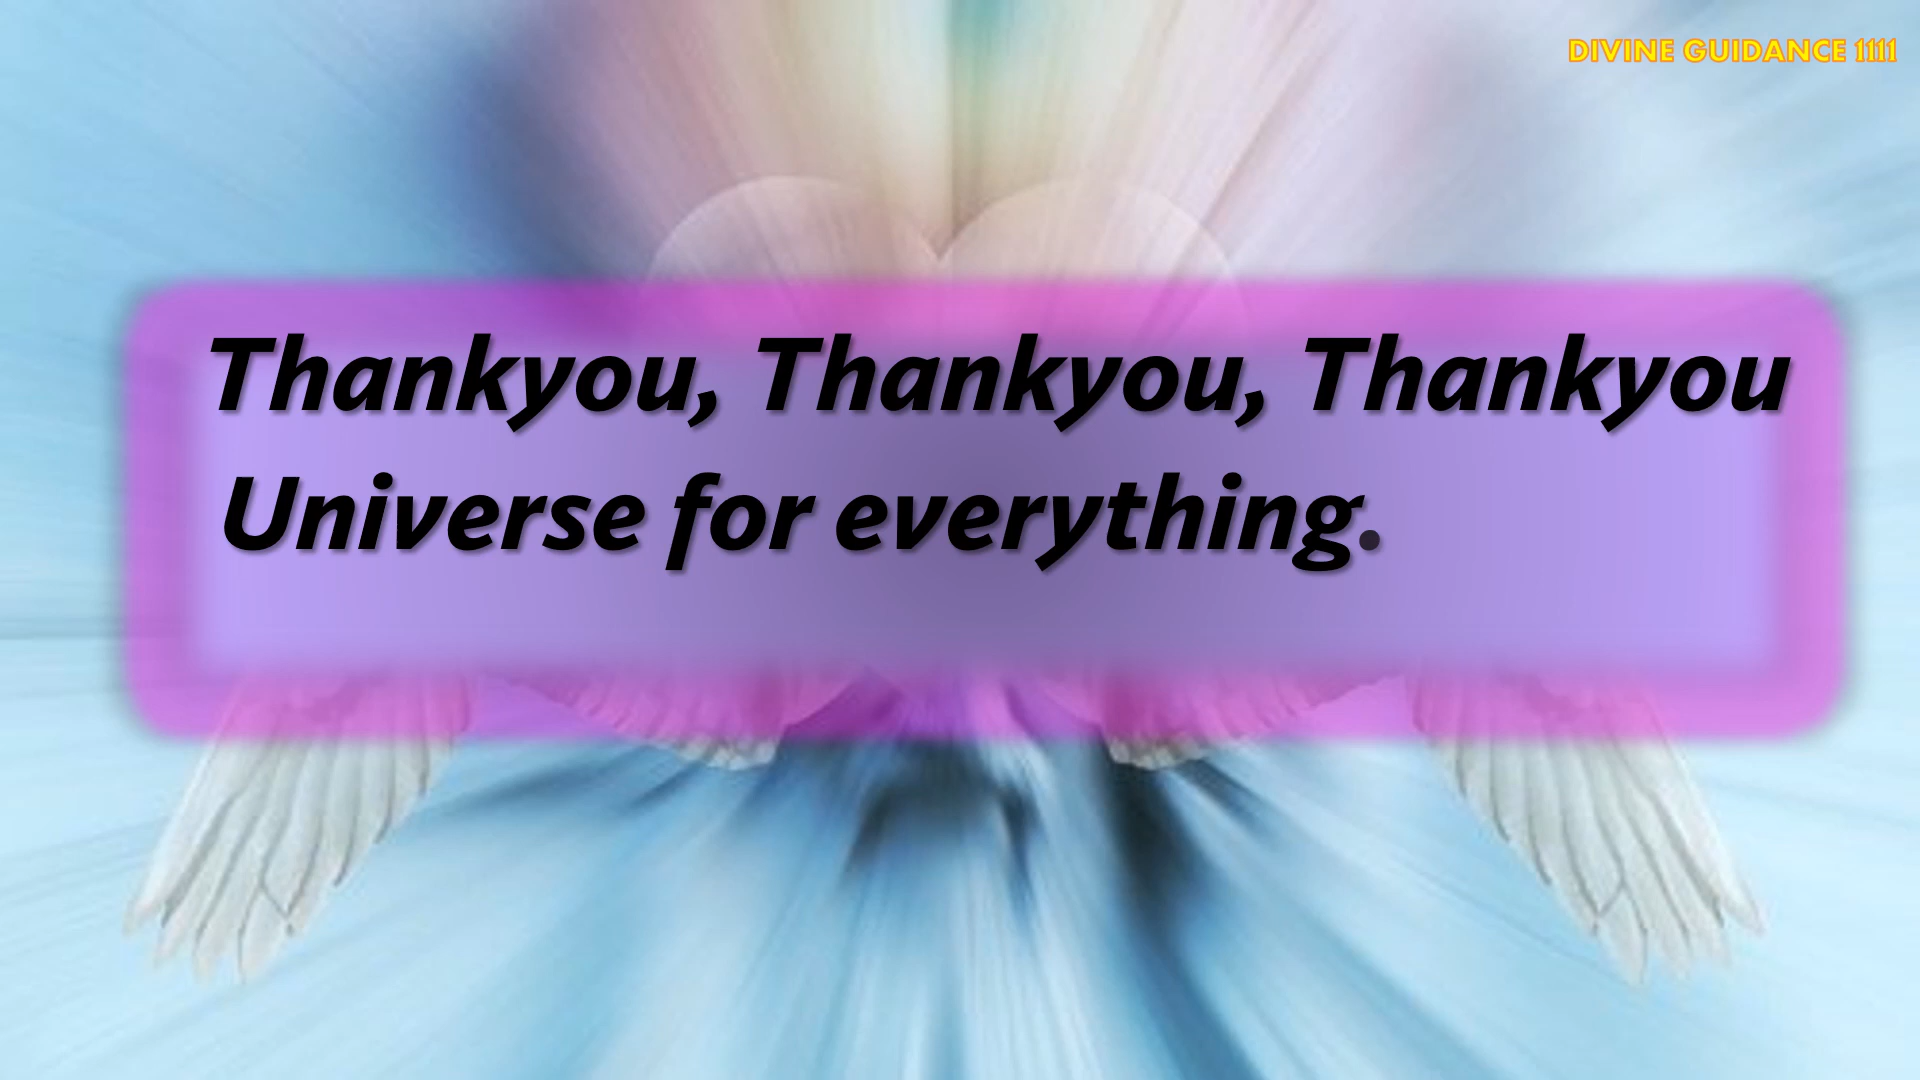 DIVINE GUIDANCE 1111
Thankyou, Thankyou, Thankyou
Universe for everything.